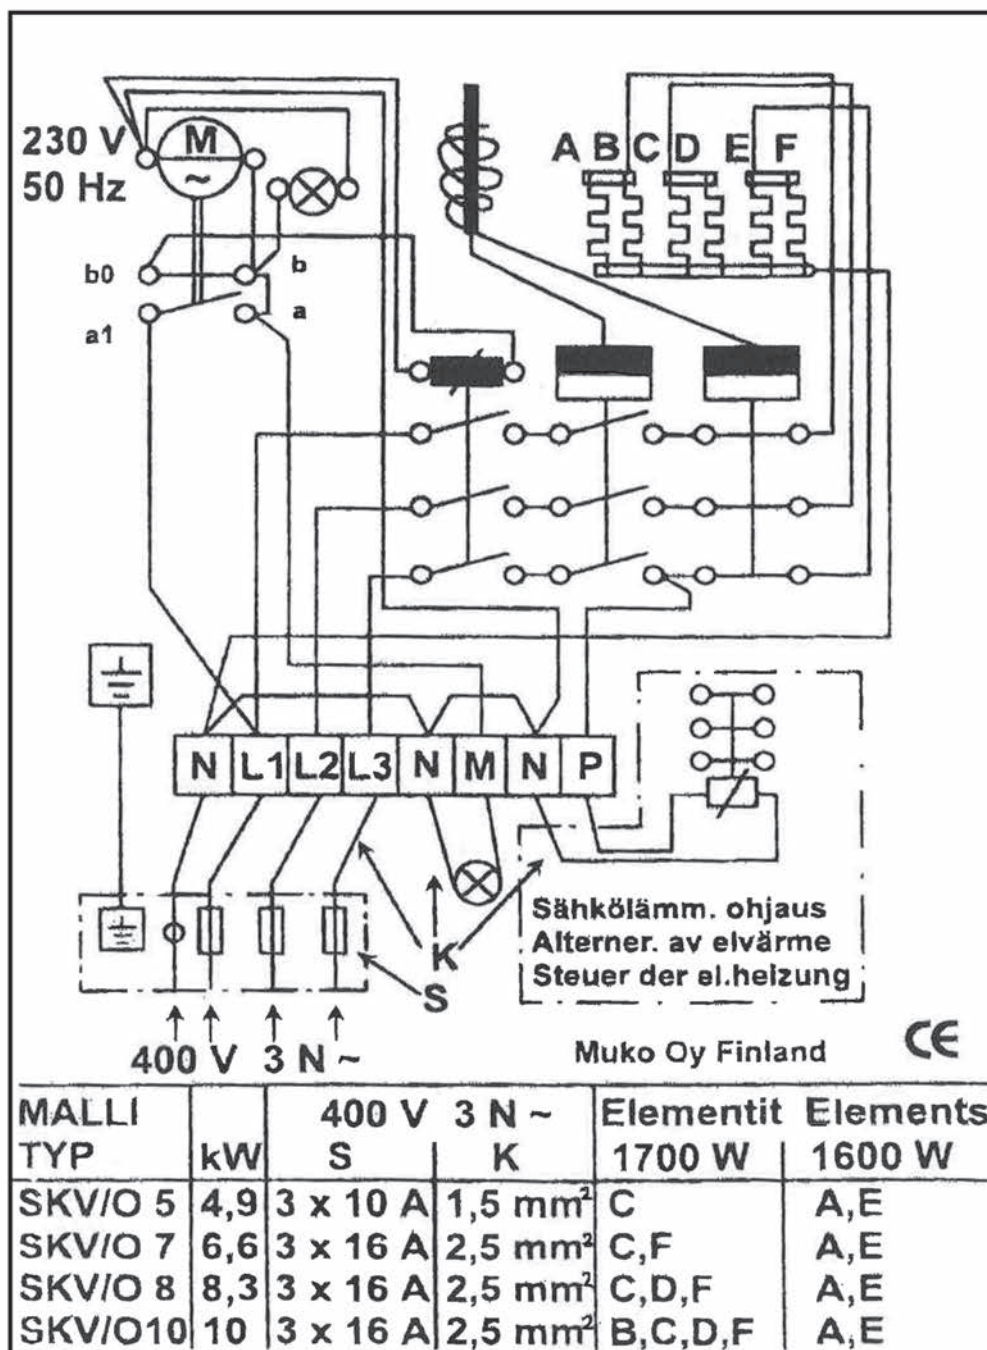 230 V
50 Hz
M
~
A B C D E F
b0
b
a1
a
N L1 L2 L3 N M N P
K
S
Sähkölämm. ohjaus
Alterner. av elvärme
Steuer der el.heizung
400 V 3 N ~
Muko Oy Finland
CE
MALLI 400 V 3 N ~ Elementit Elements
TYP kW S K 1700 W 1600 W
SKV/O 5 4,9 3 x 10 A 1,5 mm² C A,E
SKV/O 7 6,6 3 x 16 A 2,5 mm² C,F A,E
SKV/O 8 8,3 3 x 16 A 2,5 mm² C,D,F A,E
SKV/O10 10 3 x 16 A 2,5 mm² B,C,D,F A,E